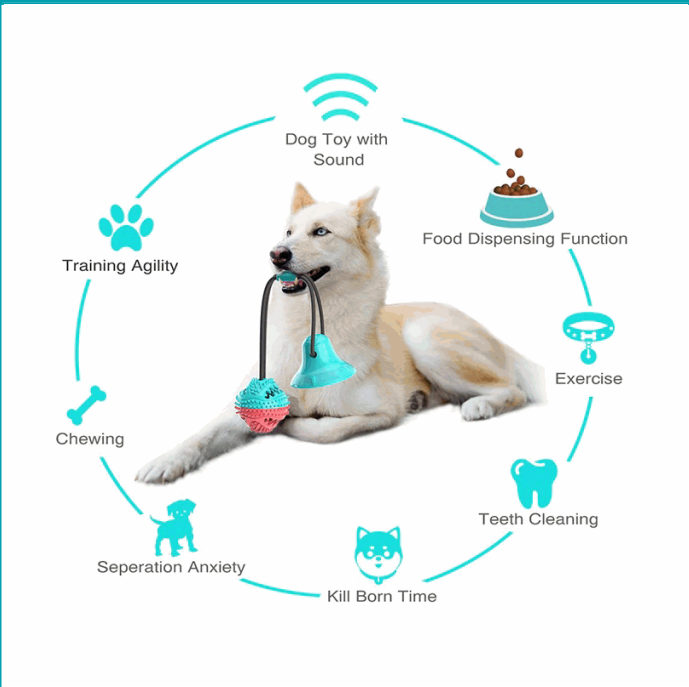 Dog Toy with
Sound
Food Dispensing Function
Training Agility
Exercise
Chewing
Teeth Cleaning
Seperation Anxiety
Kill Born Time